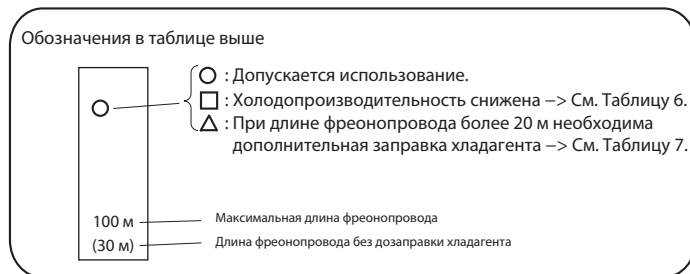 Обозначения в таблице выше
○ : Допускается использование.
□ : Холодопроизводительность снижена −> См. Таблицу 6.
△ : При длине фреонопровода более 20 м необходима
дополнительная заправка хладагента −> См. Таблицу 7.
100 м
Максимальная длина фреонопровода
(30 м)
Длина фреонопровода без дозаправки хладагента